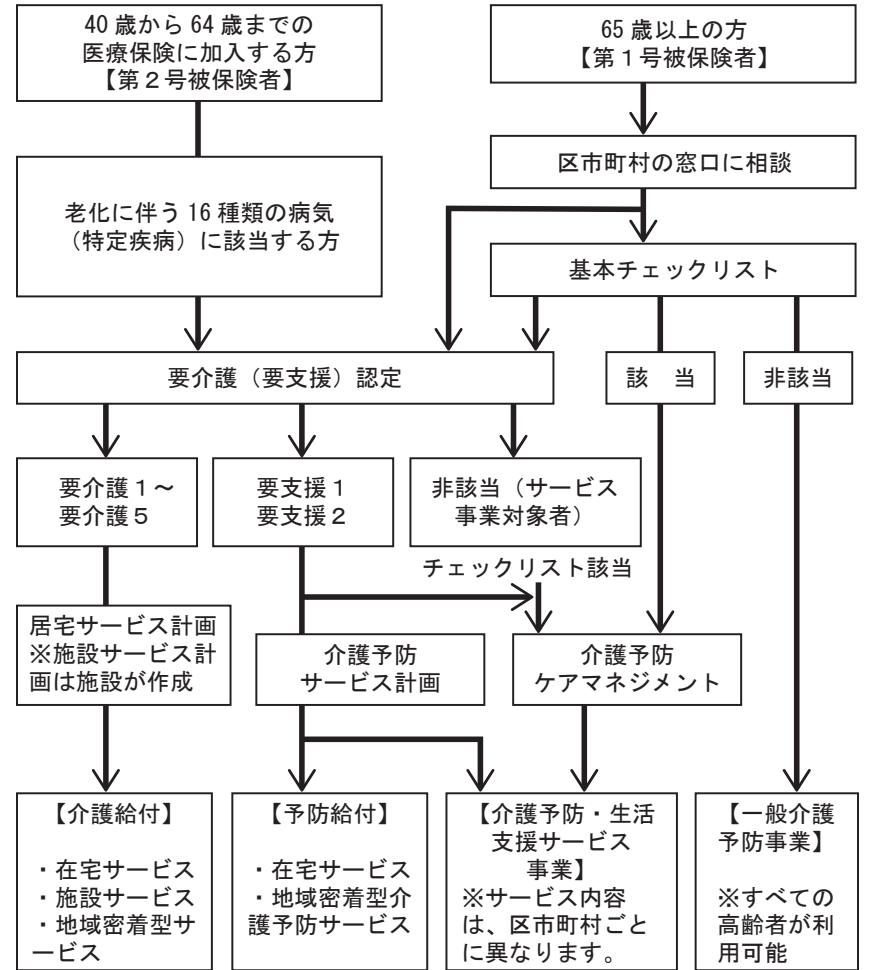 40 歳から 64 歳までの
医療保険に加入する方
【第２号被保険者】
65 歳以上の方
【第１号被保険者】
区市町村の窓口に相談
老化に伴う 16 種類の病気
（特定疾病）に該当する方
基本チェックリスト
要介護（要支援）認定
該　当
非該当
要介護１～
要介護５
要支援１
要支援２
非該当（サービス
事業対象者）
チェックリスト該当
居宅サービス計画
※施設サービス計
画は施設が作成
介護予防
サービス計画
介護予防
ケアマネジメント
【介護給付】
・在宅サービス
・施設サービス
・地域密着型サ
ービス
【予防給付】
・在宅サービス
・地域密着型介
護予防サービス
【介護予防・生活
支援サービス
事業】
※サービス内容
は、区市町村ごと
に異なります。
【一般介護
予防事業】
※すべての
高齢者が利
用可能